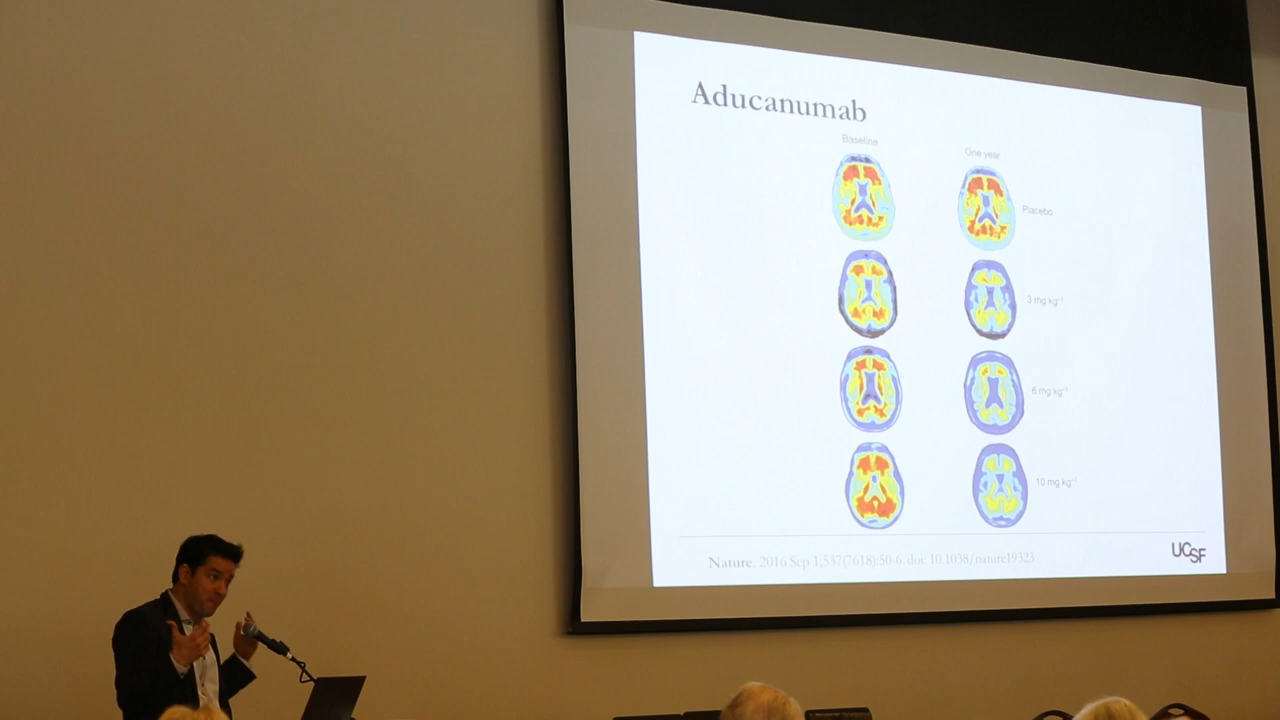 Aducanumab
Baseline
One year
Placebo
3 mg kg⁻¹
6 mg kg⁻¹
10 mg kg⁻¹
Nature. 2016 Sep 1;537(7618):50-6. doi: 10.1038/nature19323
UCSF